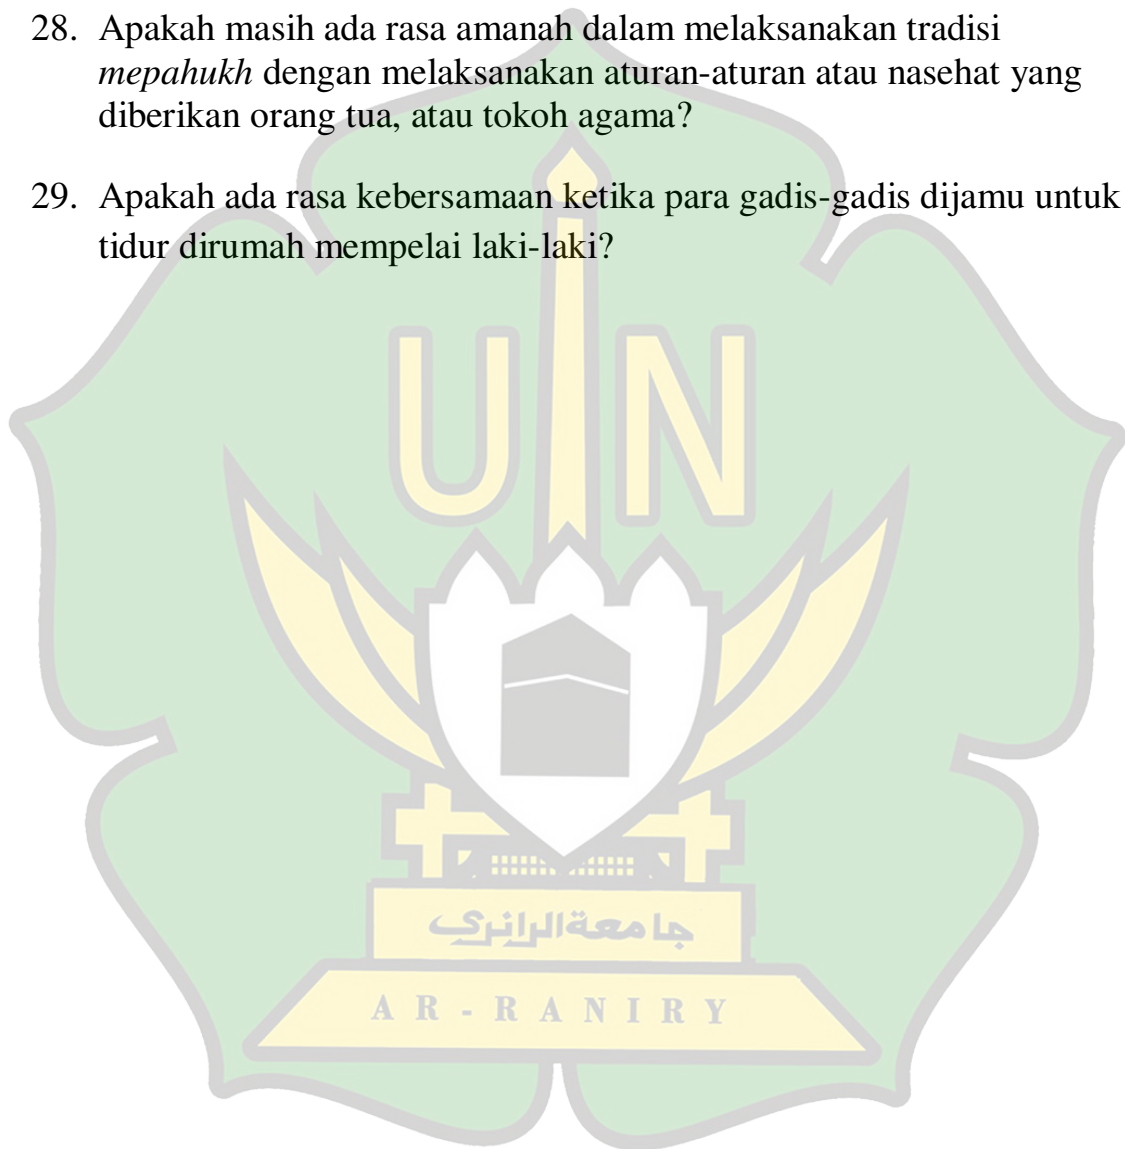 28. Apakah masih ada rasa amanah dalam melaksanakan tradisi
mepahukh dengan melaksanakan aturan-aturan atau nasehat yang
diberikan orang tua, atau tokoh agama?
29. Apakah ada rasa kebersamaan ketika para gadis-gadis dijamu untuk
tidur dirumah mempelai laki-laki?
UIN
جامعةالرانري
AR-RANIRY